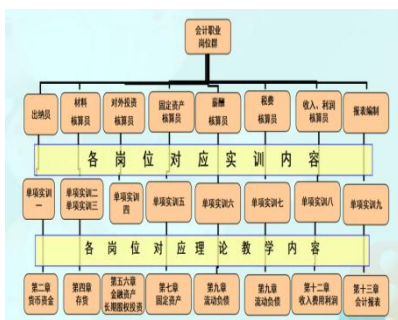 会计职业
岗位群
出纳员
材料
核算员
对外投资
核算员
固定资产
核算员
薪酬
核算员
税费
核算员
收入、利润
核算员
报表编制
各岗位对应实训内容
单项实训
一
单项实训二
单项实训三
单项实训
四
单项实训五
单项实训六
单项实训七
单项实训八
单项实训九
各岗位对应理论教学内容
第二章
货币资金
第四章
存货
第五六章
金融资产
长期股权投资
第七章
固定资产
第九章
流动负债
第九章
流动负债
第十二章
收入费用利润
第十三章
会计报表